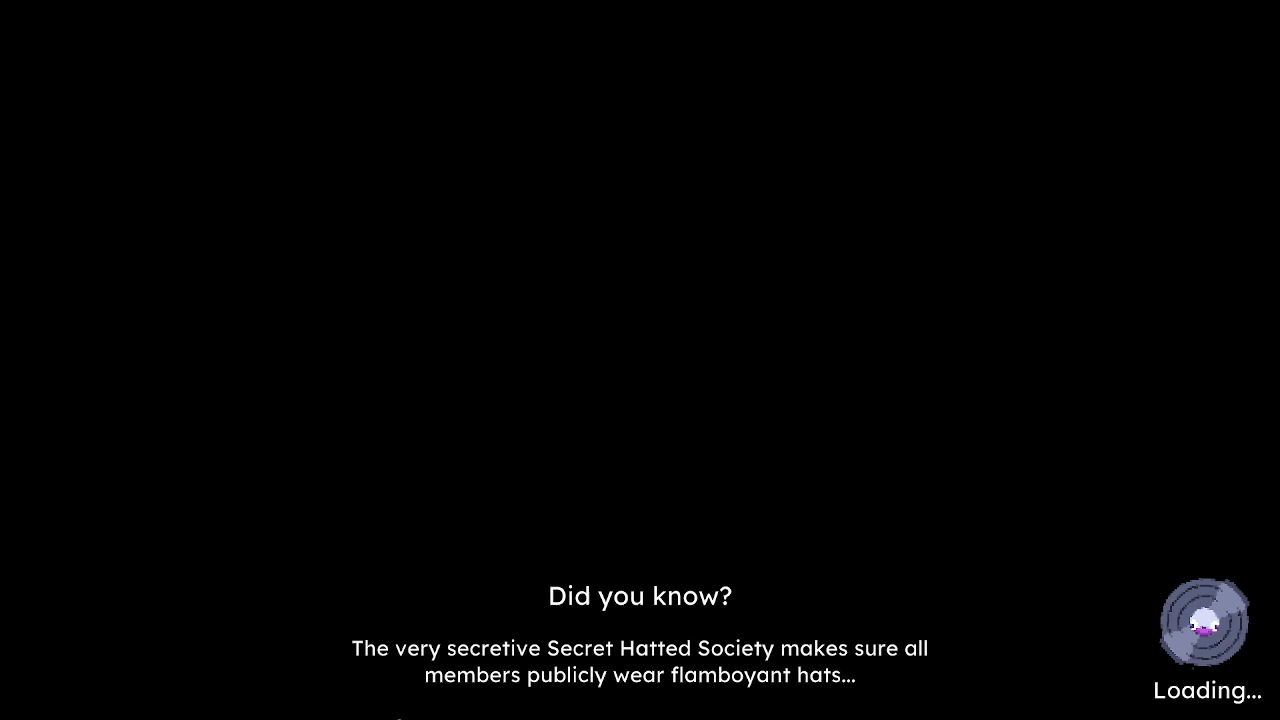 Did you know?
The very secretive Secret Hatted Society makes sure all
members publicly wear flamboyant hats...
Loading...